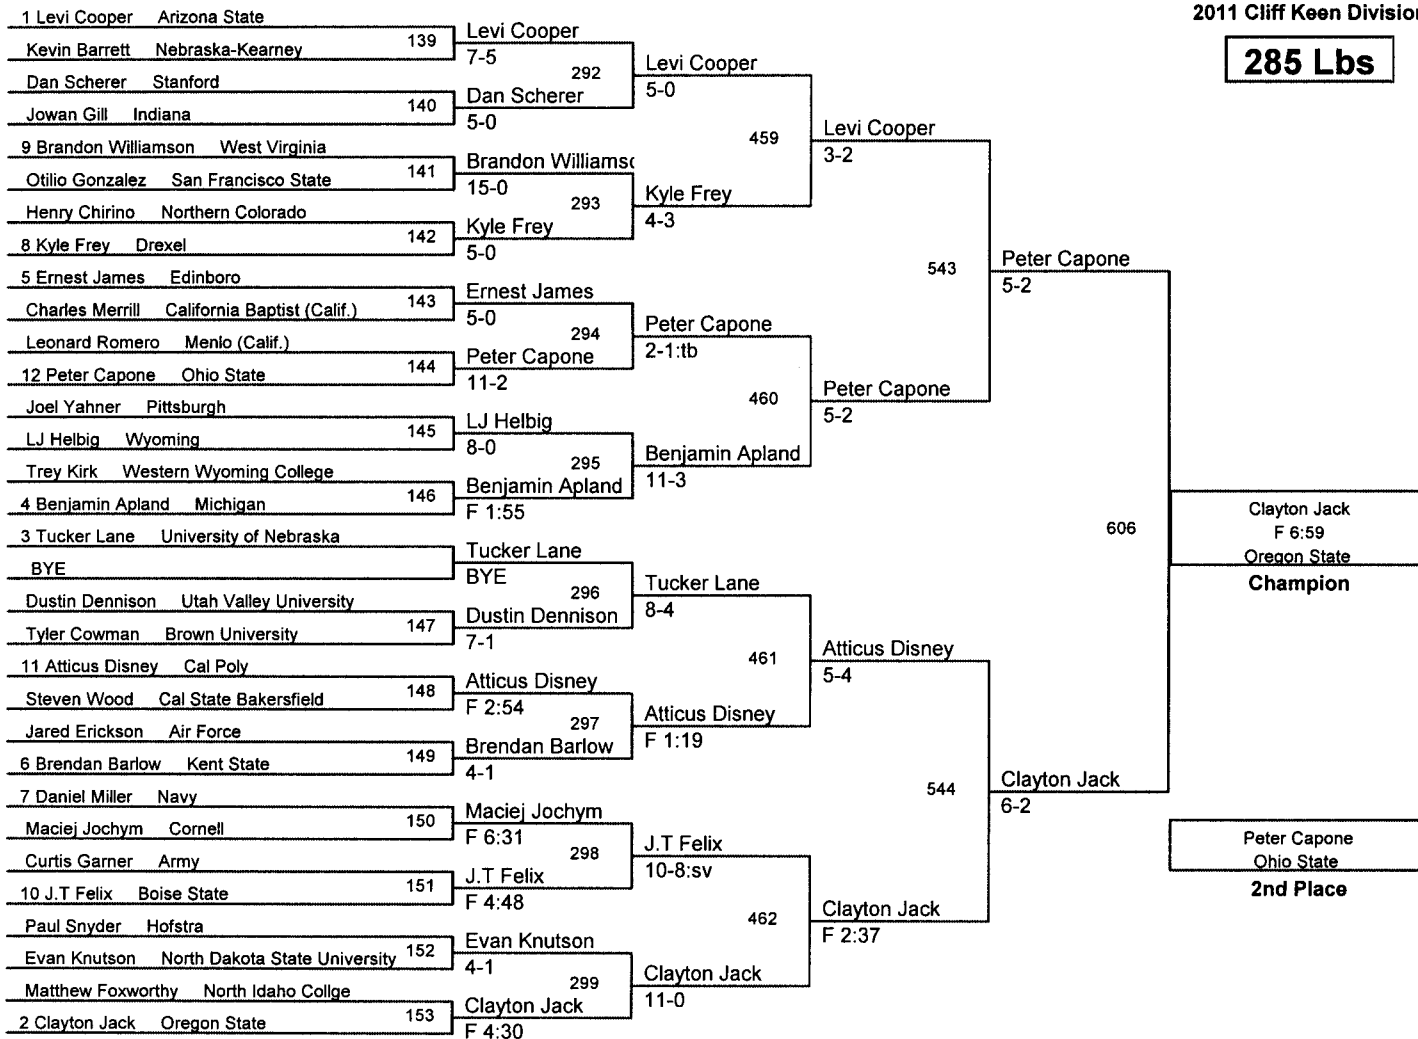 2011 Cliff Keen Division
285 Lbs
1 Levi Cooper Arizona State
Kevin Barrett Nebraska-Kearney
139
Dan Scherer Stanford
Jowan Gill Indiana
140
9 Brandon Williamson West Virginia
Otilio Gonzalez San Francisco State
141
Henry Chirino Northern Colorado
8 Kyle Frey Drexel
142
5 Ernest James Edinboro
Charles Merrill California Baptist (Calif.)
143
Leonard Romero Menlo (Calif.)
12 Peter Capone Ohio State
144
Joel Yahner Pittsburgh
LJ Helbig Wyoming
145
Trey Kirk Western Wyoming College
4 Benjamin Apland Michigan
146
3 Tucker Lane University of Nebraska
BYE
Dustin Dennison Utah Valley University
Tyler Cowman Brown University
147
11 Atticus Disney Cal Poly
Steven Wood Cal State Bakersfield
148
Jared Erickson Air Force
6 Brendan Barlow Kent State
149
7 Daniel Miller Navy
Maciej Jochym Cornell
150
Curtis Garner Army
10 J.T Felix Boise State
151
Paul Snyder Hofstra
Evan Knutson North Dakota State University
152
Matthew Foxworthy North Idaho Collge
2 Clayton Jack Oregon State
153
Levi Cooper
7-5
292
Dan Scherer
5-0
Brandon Williamso
15-0
293
Kyle Frey
5-0
Ernest James
5-0
294
Peter Capone
11-2
LJ Helbig
8-0
295
Benjamin Apland
F 1:55
Tucker Lane
BYE
296
Dustin Dennison
7-1
Atticus Disney
F 2:54
297
Brendan Barlow
4-1
Maciej Jochym
F 6:31
298
J.T Felix
F 4:48
Evan Knutson
4-1
299
Clayton Jack
F 4:30
Levi Cooper
5-0
459
Kyle Frey
4-3
Peter Capone
2-1:tb
460
Benjamin Apland
11-3
Tucker Lane
8-4
461
Atticus Disney
F 1:19
J.T Felix
10-8:sv
462
Clayton Jack
11-0
Levi Cooper
3-2
543
Peter Capone
5-2
Atticus Disney
5-4
544
Clayton Jack
F 2:37
Peter Capone
5-2
606
Clayton Jack
6-2
Clayton Jack
F 6:59
Oregon State
Champion
Peter Capone
Ohio State
2nd Place